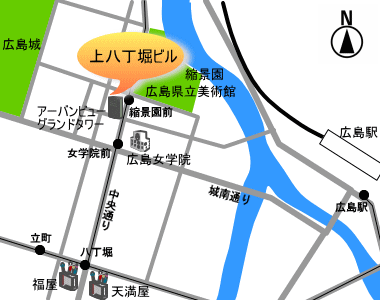 N
広島城
上八丁堀ビル
縮景園
広島県立美術館
アーバンビュー
グランドタワー
縮景園前
広島駅
女学院前
広島女学院
城南通り
中央通り
広島駅
立町
八丁堀
福屋
天満屋